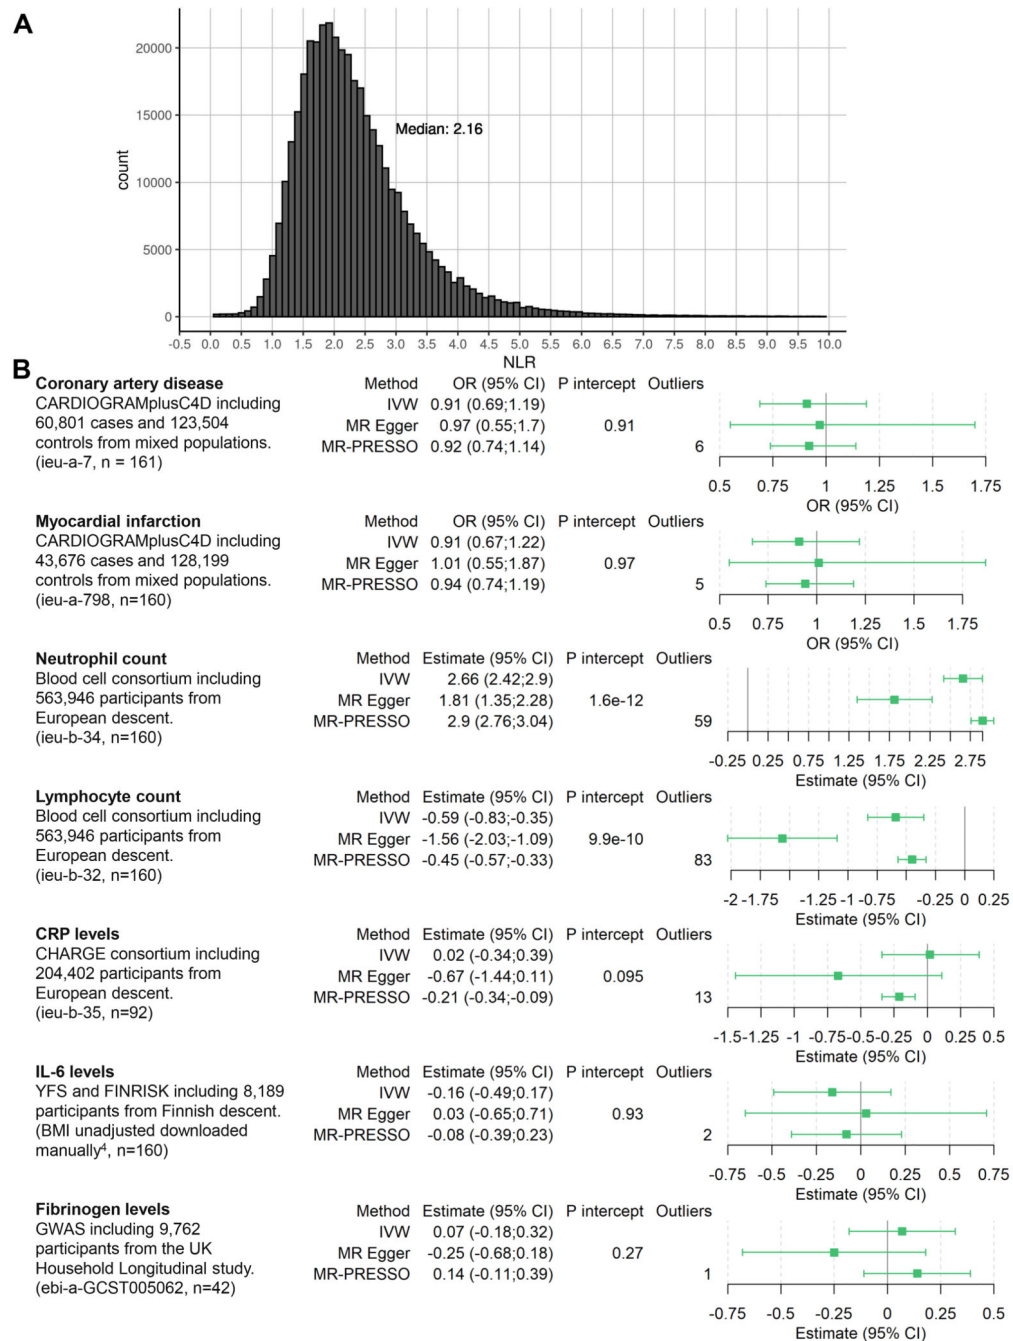 A
20000
15000
10000
5000
0
count
Median: 2.16
-0.5 0.0 0.5 1.0 1.5 2.0 2.5 3.0 3.5 4.0 4.5 5.0 5.5 6.0 6.5 7.0 7.5 8.0 8.5 9.0 9.5 10.0
NLR
B
Coronary artery disease Method OR (95% CI) P intercept Outliers
CARDIOGRAMplusC4D including IVW 0.91 (0.69;1.19)
60,801 cases and 123,504 MR Egger 0.97 (0.55;1.7) 0.91
controls from mixed populations. MR-PRESSO 0.92 (0.74;1.14) 6
(ieu-a-7, n = 161)
0.5 0.75 1 1.25 1.5 1.75
OR (95% CI)
Myocardial infarction Method OR (95% CI) P intercept Outliers
CARDIOGRAMplusC4D including IVW 0.91 (0.67;1.22)
43,676 cases and 128,199 MR Egger 1.01 (0.55;1.87) 0.97
controls from mixed populations. MR-PRESSO 0.94 (0.74;1.19) 5
(ieu-a-798, n=160)
0.5 0.75 1 1.25 1.5 1.75
OR (95% CI)
Neutrophil count Method Estimate (95% CI) P intercept Outliers
Blood cell consortium including IVW 2.66 (2.42;2.9)
563,946 participants from MR Egger 1.81 (1.35;2.28) 1.6e-12
European descent. MR-PRESSO 2.9 (2.76;3.04) 59
(ieu-b-34, n=160)
-0.25 0.25 0.75 1.25 1.75 2.25 2.75
Estimate (95% CI)
Lymphocyte count Method Estimate (95% CI) P intercept Outliers
Blood cell consortium including IVW -0.59 (-0.83;-0.35)
563,946 participants from MR Egger -1.56 (-2.03;-1.09) 9.9e-10
European descent. MR-PRESSO -0.45 (-0.57;-0.33) 83
(ieu-b-32, n=160)
-2 -1.75 -1.25 -1 -0.75 -0.25 0 0.25
Estimate (95% CI)
CRP levels Method Estimate (95% CI) P intercept Outliers
CHARGE consortium including IVW 0.02 (-0.34;0.39)
204,402 participants from MR Egger -0.67 (-1.44;0.11) 0.095
European descent. MR-PRESSO -0.21 (-0.34;-0.09) 13
(ieu-b-35, n=92)
-1.5 -1.25 -1 -0.75 -0.5 -0.25 0 0.25 0.5
Estimate (95% CI)
IL-6 levels Method Estimate (95% CI) P intercept Outliers
YFS and FINRISK including 8,189 IVW -0.16 (-0.49;0.17)
participants from Finnish descent. MR Egger 0.03 (-0.65;0.71) 0.93
(BMI unadjusted downloaded MR-PRESSO -0.08 (-0.39;0.23) 2
manually⁴, n=160)
-0.75 -0.5 -0.25 0 0.25 0.5 0.75
Estimate (95% CI)
Fibrinogen levels Method Estimate (95% CI) P intercept Outliers
GWAS including 9,762 IVW 0.07 (-0.18;0.32)
participants from the UK MR Egger -0.25 (-0.68;0.18) 0.27
Household Longitudinal study. MR-PRESSO 0.14 (-0.11;0.39) 1
(ebi-a-GCST005062, n=42)
-0.75 -0.5 -0.25 0 0.25 0.5
Estimate (95% CI)